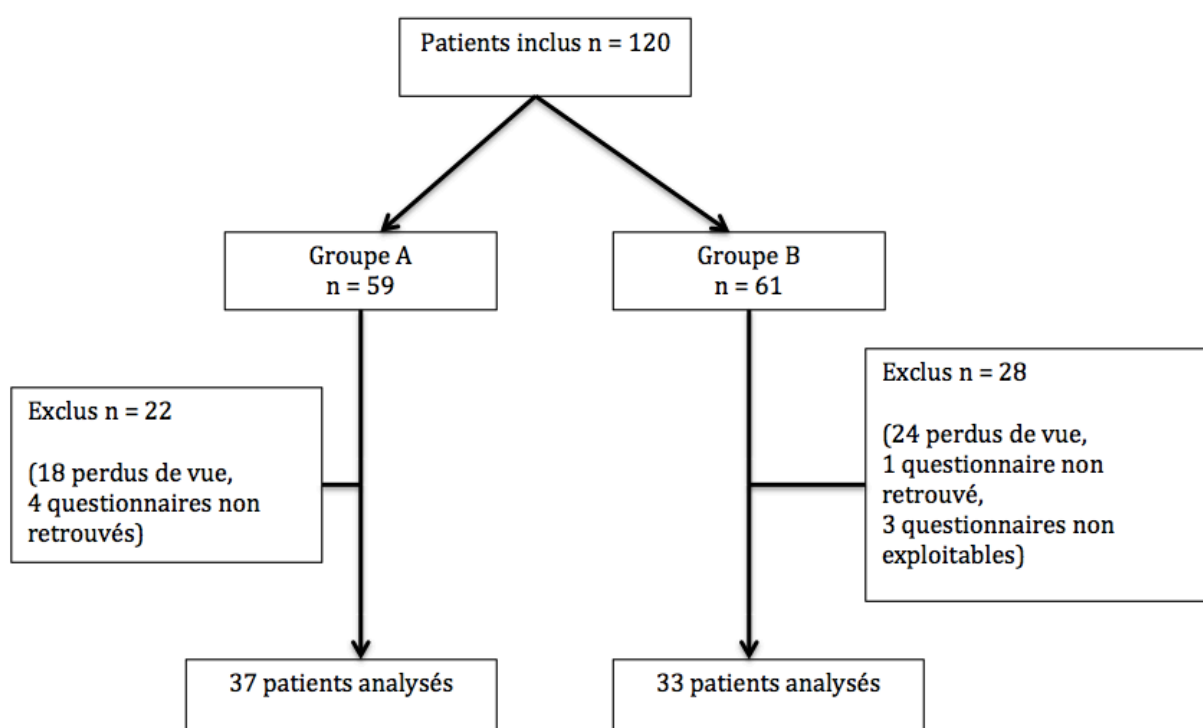 Patients inclus n = 120
Groupe A
n = 59
Groupe B
n = 61
Exclus n = 22
(18 perdus de vue,
4 questionnaires non
retrouvés)
Exclus n = 28
(24 perdus de vue,
1 questionnaire non
retrouvé,
3 questionnaires non
exploitables)
37 patients analysés
33 patients analysés